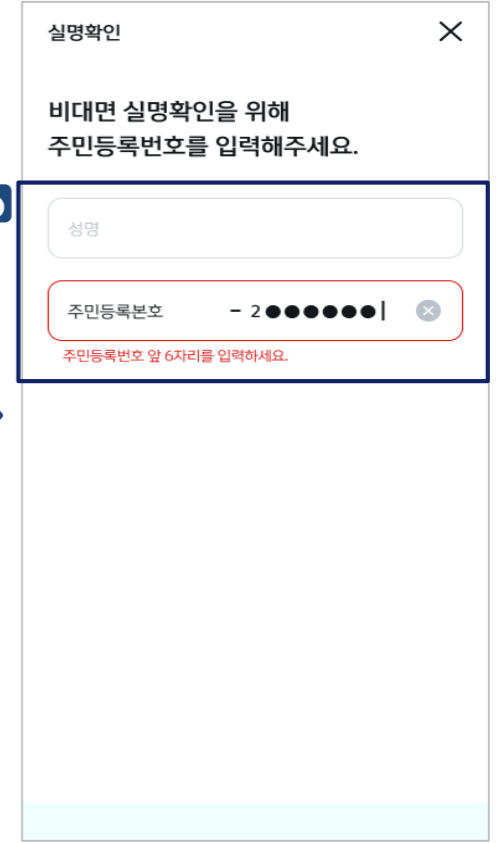 실명확인
비대면 실명확인을 위해
주민등록번호를 입력해주세요.
성명
주민등록본호 - 2●●●●●●
주민등록번호 앞 6자리를 입력하세요.